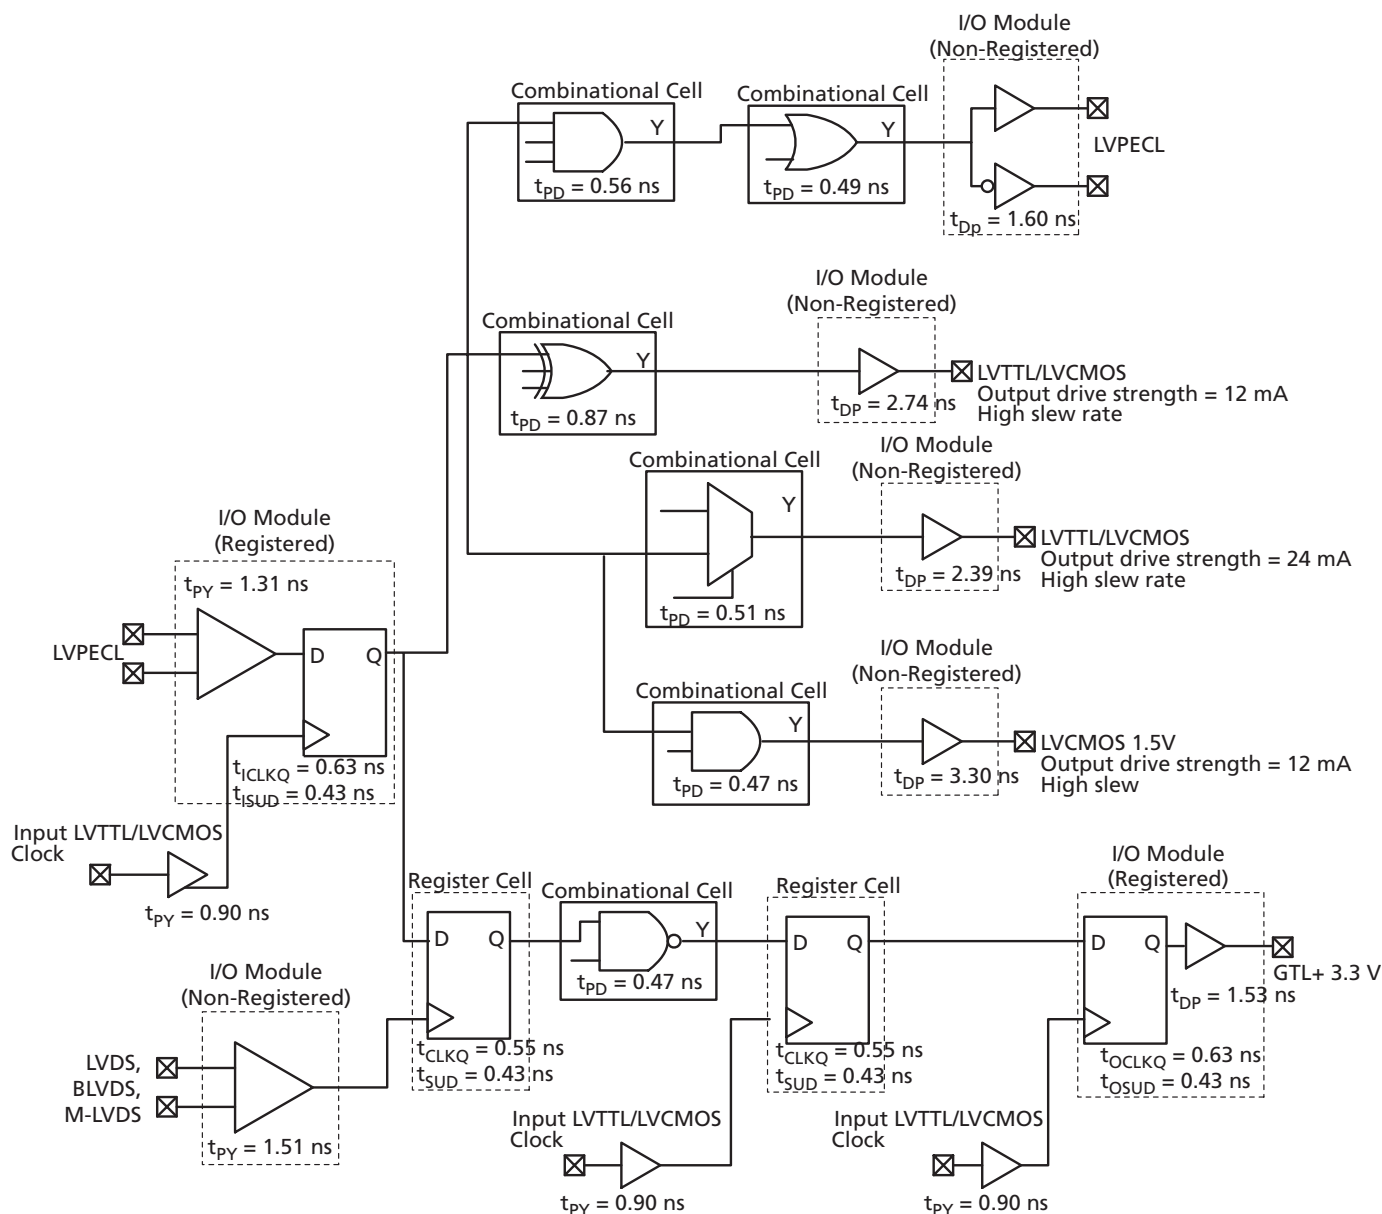 I/O Module
(Non-Registered)
Combinational Cell
Y
tPD = 0.56 ns
Combinational Cell
Y
tPD = 0.49 ns
LVPECL
tDp = 1.60 ns
I/O Module
(Non-Registered)
Combinational Cell
Y
tPD = 0.87 ns
tDP = 2.74 ns
LVTTL/LVCMOS
Output drive strength = 12 mA
High slew rate
I/O Module
(Non-Registered)
Combinational Cell
Y
tPD = 0.51 ns
tDP = 2.39 ns
LVTTL/LVCMOS
Output drive strength = 24 mA
High slew rate
I/O Module
(Registered)
tPY = 1.31 ns
LVPECL
D
Q
tICLKQ = 0.63 ns
tISUD = 0.43 ns
Input LVTTL/LVCMOS
Clock
tPY = 0.90 ns
I/O Module
(Non-Registered)
Combinational Cell
Y
tPD = 0.47 ns
tDP = 3.30 ns
LVCMOS 1.5V
Output drive strength = 12 mA
High slew
I/O Module
(Non-Registered)
LVDS,
BLVDS,
M-LVDS
tPY = 1.51 ns
Register Cell
D
Q
tCLKQ = 0.55 ns
tSUD = 0.43 ns
Combinational Cell
Y
tPD = 0.47 ns
Register Cell
D
Q
tCLKQ = 0.55 ns
tSUD = 0.43 ns
Input LVTTL/LVCMOS
Clock
tPY = 0.90 ns
I/O Module
(Registered)
D
Q
tDP = 1.53 ns
GTL+ 3.3 V
tOCLKQ = 0.63 ns
tOSUD = 0.43 ns
Input LVTTL/LVCMOS
Clock
tPY = 0.90 ns